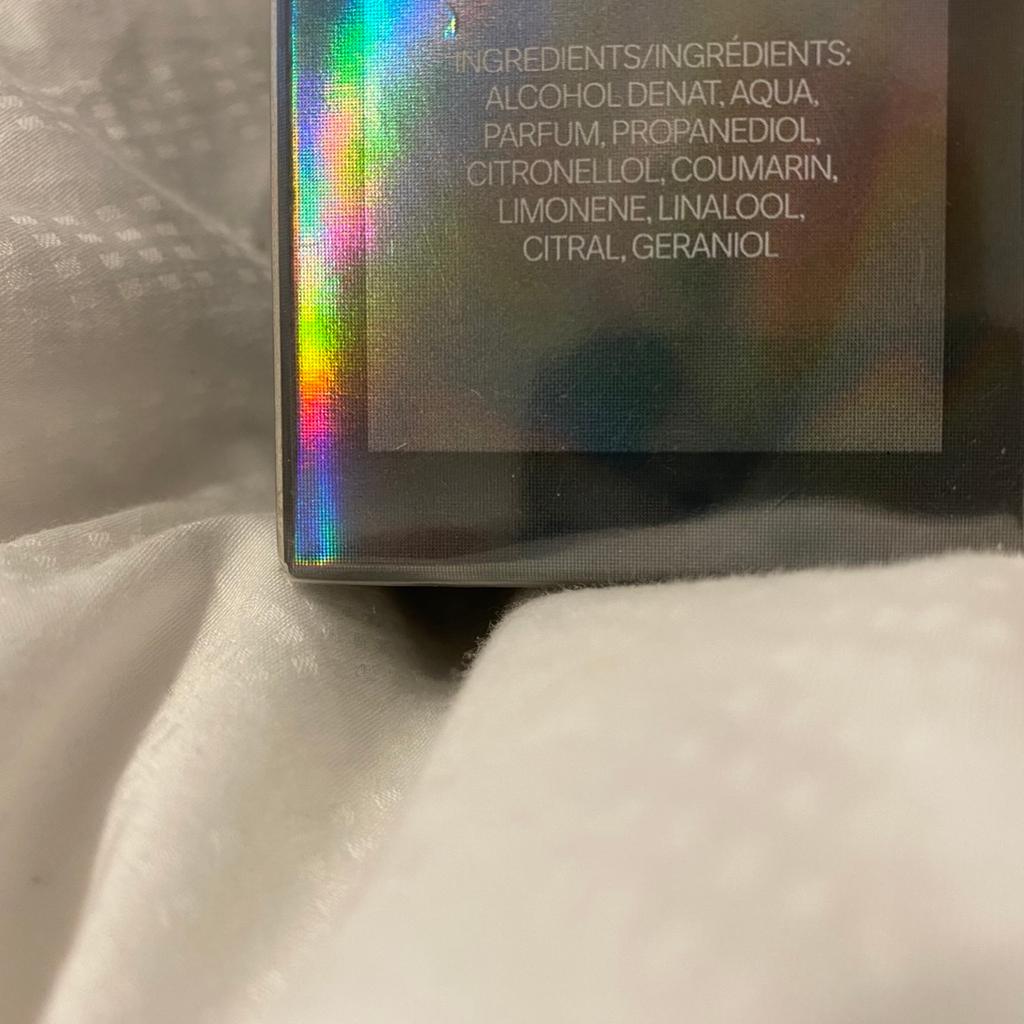 INGREDIENTS/INGRÉDIENTS:
ALCOHOL DENAT, AQUA,
PARFUM, PROPANEDIOL,
CITRONELLOL, COUMARIN,
LIMONENE, LINALOOL,
CITRAL, GERANIOL